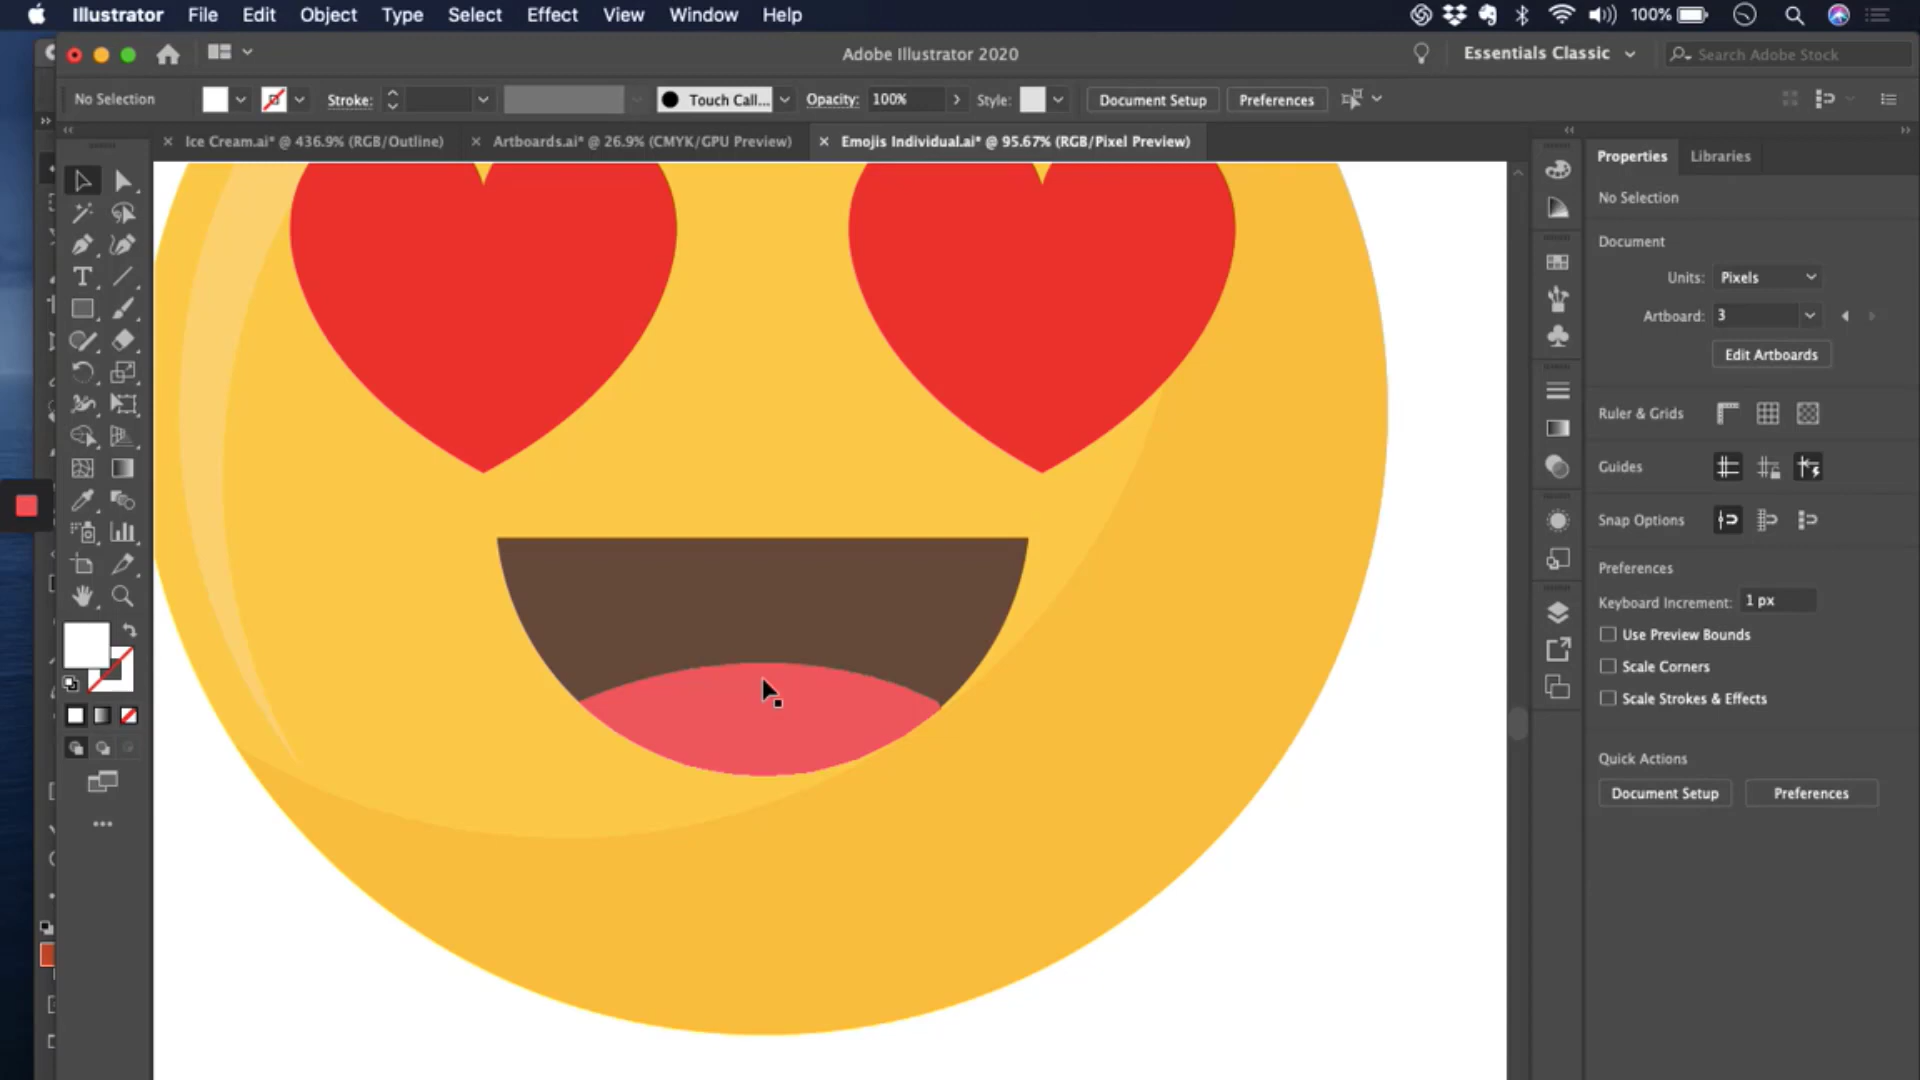 Illustrator File Edit Object Type Select Effect View Window Help 100%
Adobe Illustrator 2020 Essentials Classic Search Adobe Stock
No Selection Stroke: Touch Call... Opacity: 100% Style: Document Setup Preferences
Ice Cream.ai* @ 436.9% (RGB/Outline) Artboards.ai* @ 26.9% (CMYK/GPU Preview) Emojis Individual.ai* @ 95.67% (RGB/Pixel Preview)
Properties Libraries
No Selection
Document
Units: Pixels
Artboard: 3
Edit Artboards
Ruler & Grids
Guides
Snap Options
Preferences
Keyboard Increment: 1 px
Use Preview Bounds
Scale Corners
Scale Strokes & Effects
Quick Actions
Document Setup Preferences